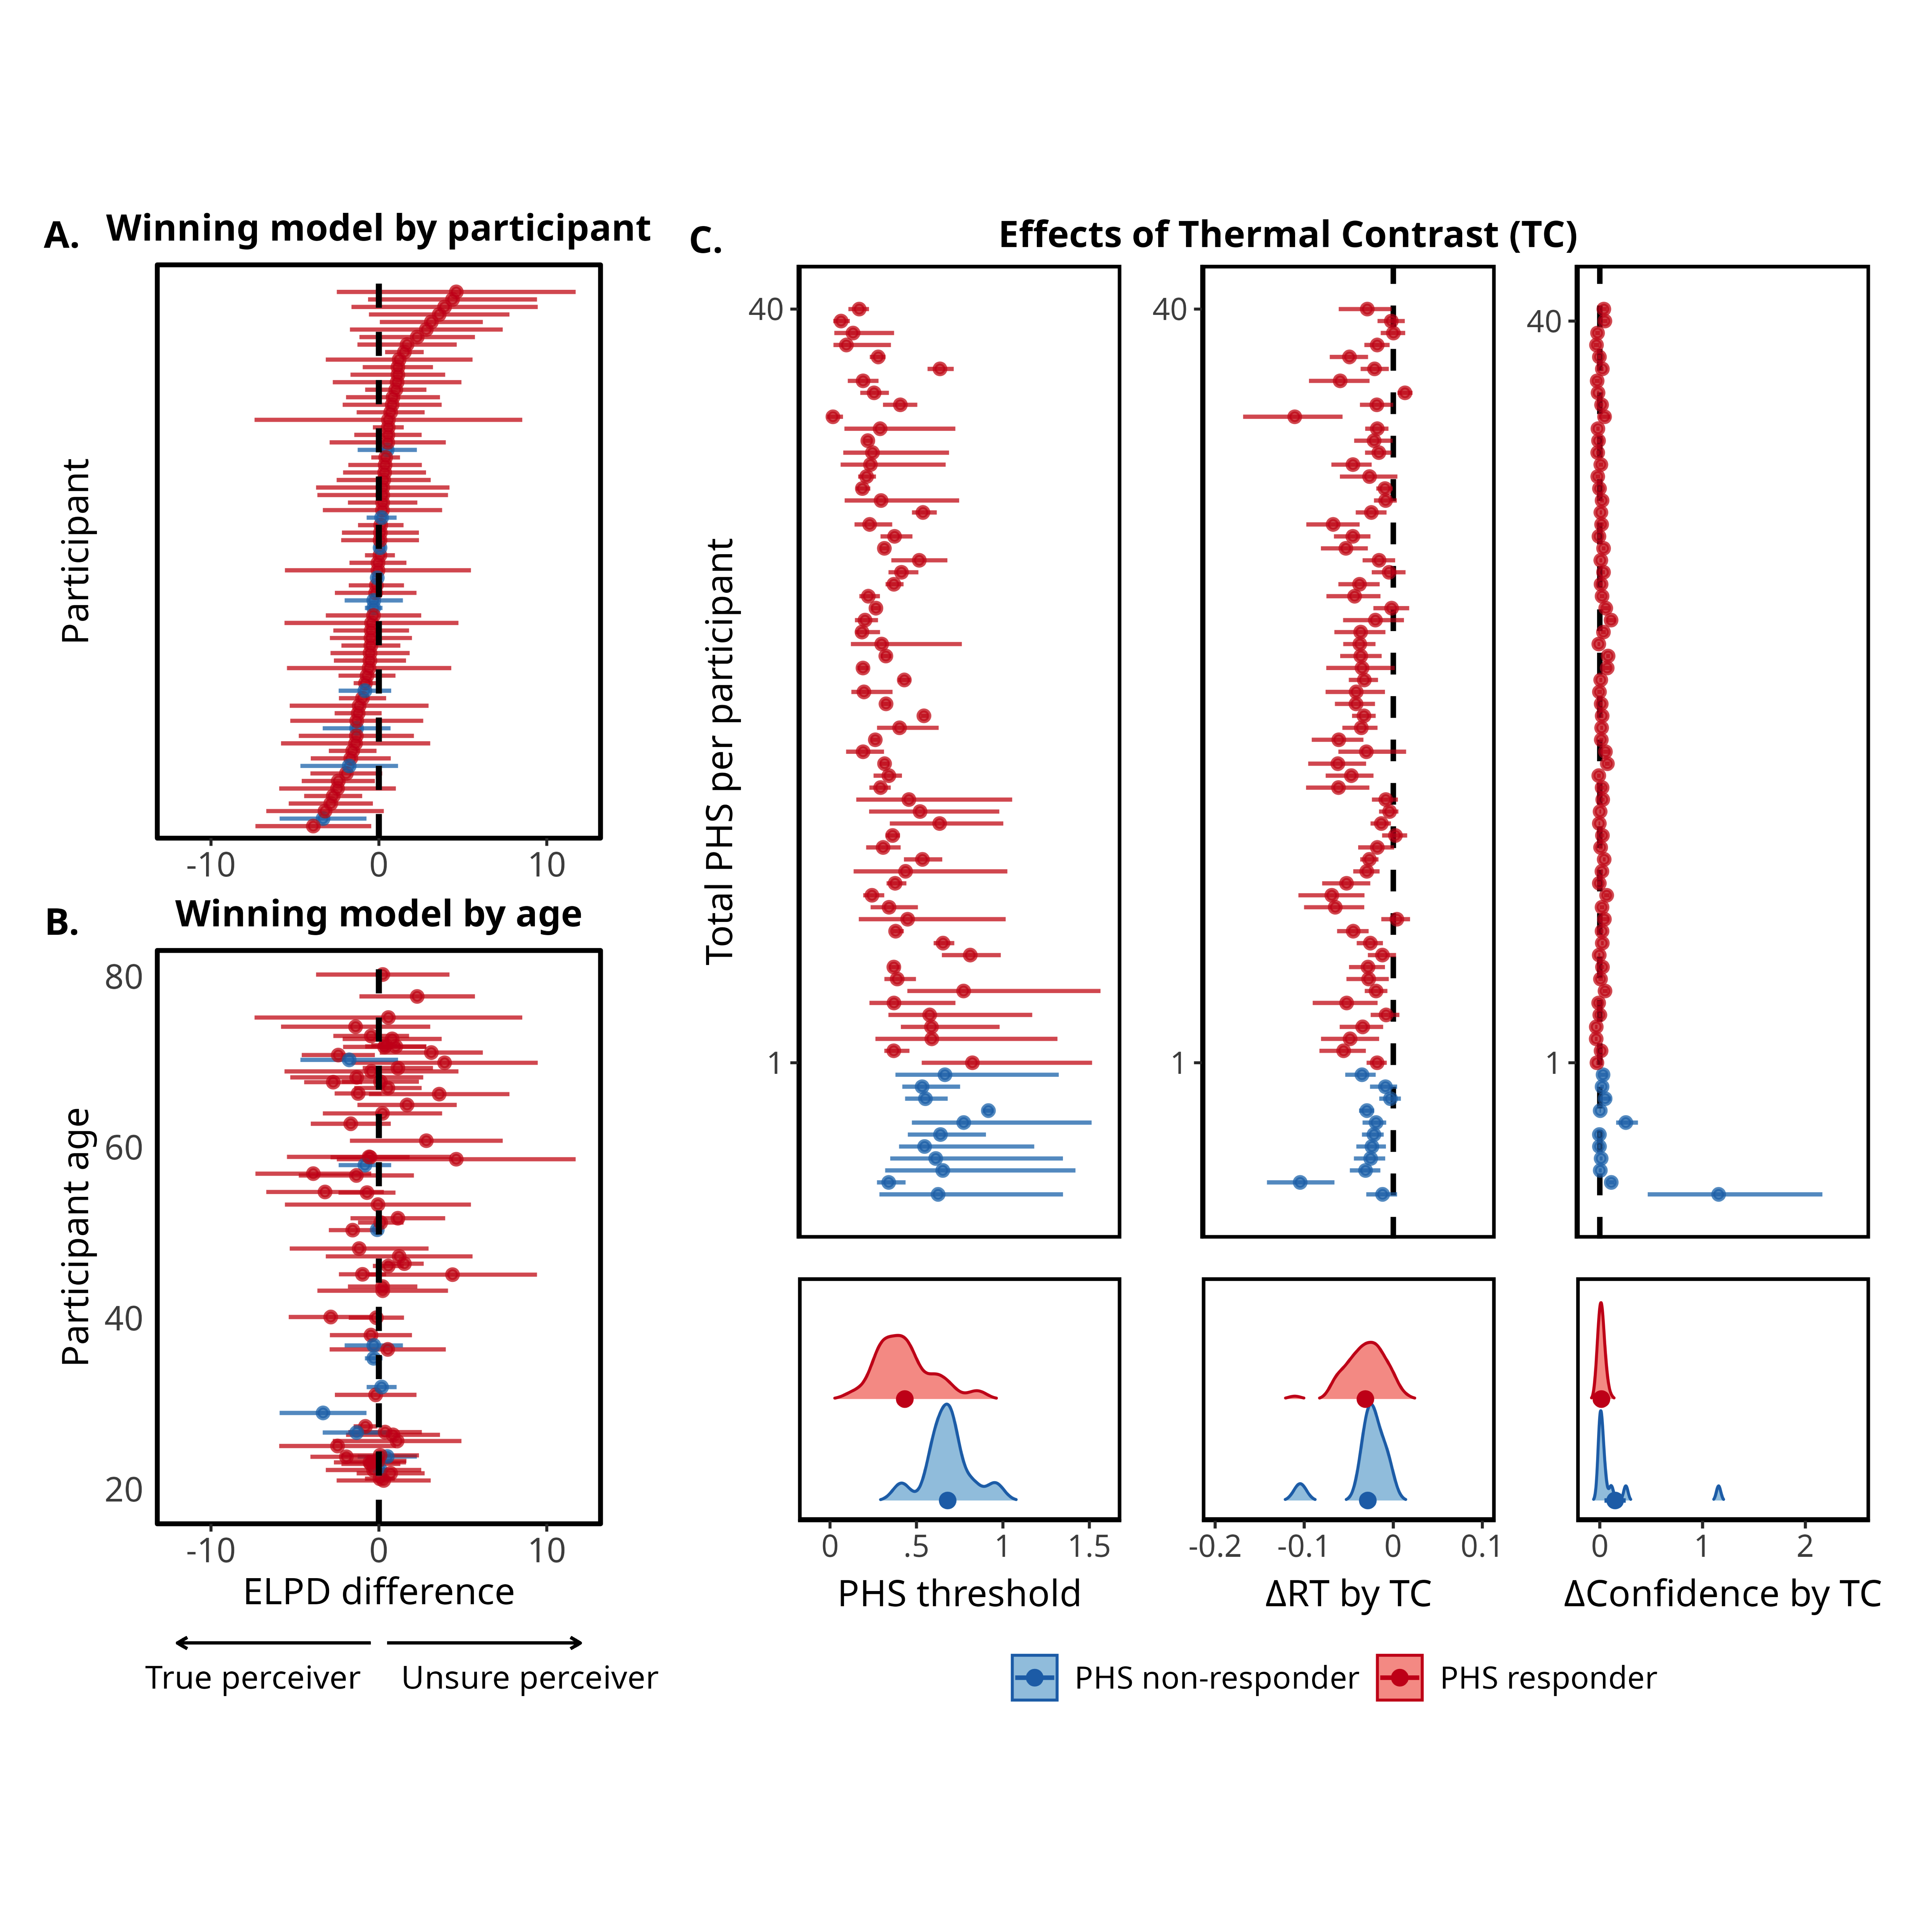 A. Winning model by participant
Participant
-10 0 10
B. Winning model by age
Participant age
80
60
40
20
-10 0 10
ELPD difference
True perceiver Unsure perceiver
C. Effects of Thermal Contrast (TC)
Total PHS per participant
40
1
40
1
40
1
0 .5 1 1.5
PHS threshold
-0.2 -0.1 0 0.1
ΔRT by TC
0 1 2
ΔConfidence by TC
PHS non-responder PHS responder